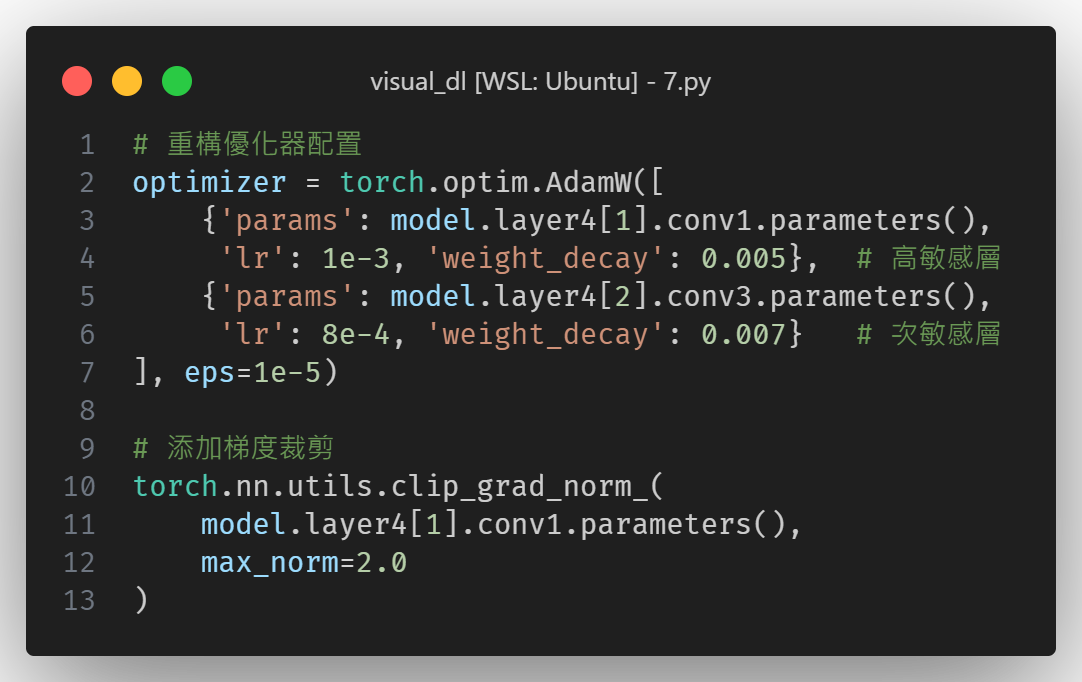 visual_dl [WSL: Ubuntu] - 7.py
1 # 重構優化器配置
2 optimizer = torch.optim.AdamW([
3     {'params': model.layer4[1].conv1.parameters(),
4      'lr': 1e-3, 'weight_decay': 0.005},  # 高敏感層
5     {'params': model.layer4[2].conv3.parameters(),
6      'lr': 8e-4, 'weight_decay': 0.007}   # 次敏感層
7 ], eps=1e-5)
8
9 # 添加梯度裁剪
10 torch.nn.utils.clip_grad_norm_(
11     model.layer4[1].conv1.parameters(),
12     max_norm=2.0
13 )